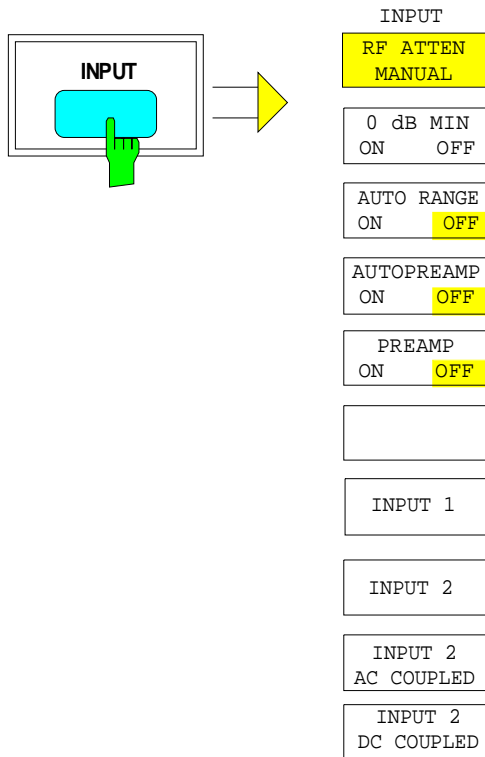 INPUT
INPUT
RF ATTEN
MANUAL
0 dB MIN
ON OFF
AUTO RANGE
ON OFF
AUTOPREAMP
ON OFF
PREAMP
ON OFF
INPUT 1
INPUT 2
INPUT 2
AC COUPLED
INPUT 2
DC COUPLED